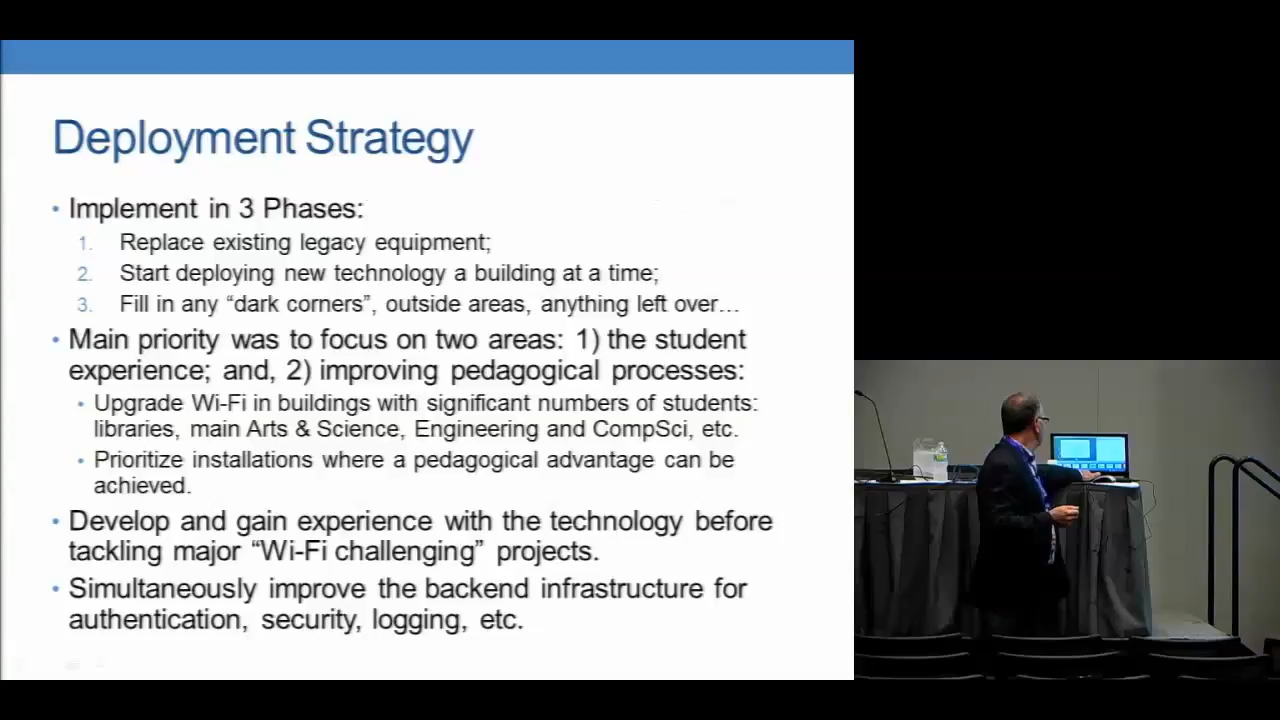 Deployment Strategy
• Implement in 3 Phases:
1. Replace existing legacy equipment;
2. Start deploying new technology a building at a time;
3. Fill in any “dark corners”, outside areas, anything left over…
• Main priority was to focus on two areas: 1) the student
experience; and, 2) improving pedagogical processes:
• Upgrade Wi-Fi in buildings with significant numbers of students:
libraries, main Arts & Science, Engineering and CompSci, etc.
• Prioritize installations where a pedagogical advantage can be
achieved.
• Develop and gain experience with the technology before
tackling major “Wi-Fi challenging” projects.
• Simultaneously improve the backend infrastructure for
authentication, security, logging, etc.